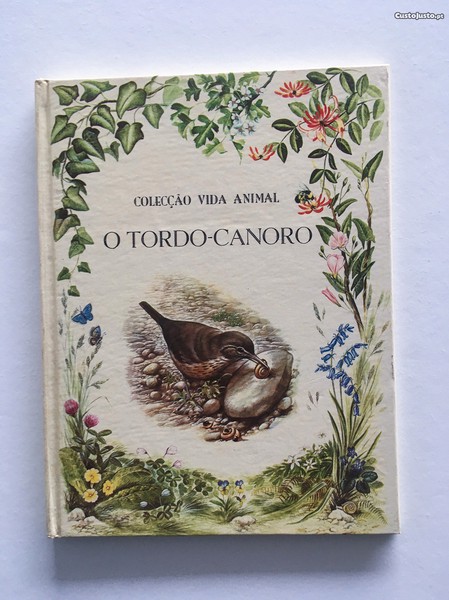 CustoJusto.pt
COLECÇÃO VIDA ANIMAL
O TORDO-CANORO